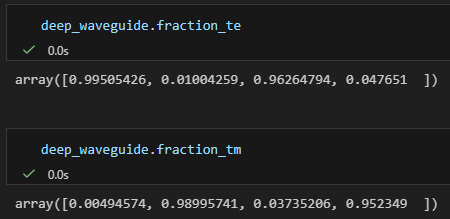 deep_waveguide.fraction_te
✓ 0.0s
array([0.99505426, 0.01004259, 0.96264794, 0.047651  ])
deep_waveguide.fraction_tm
✓ 0.0s
array([0.00494574, 0.98995741, 0.03735206, 0.952349  ])